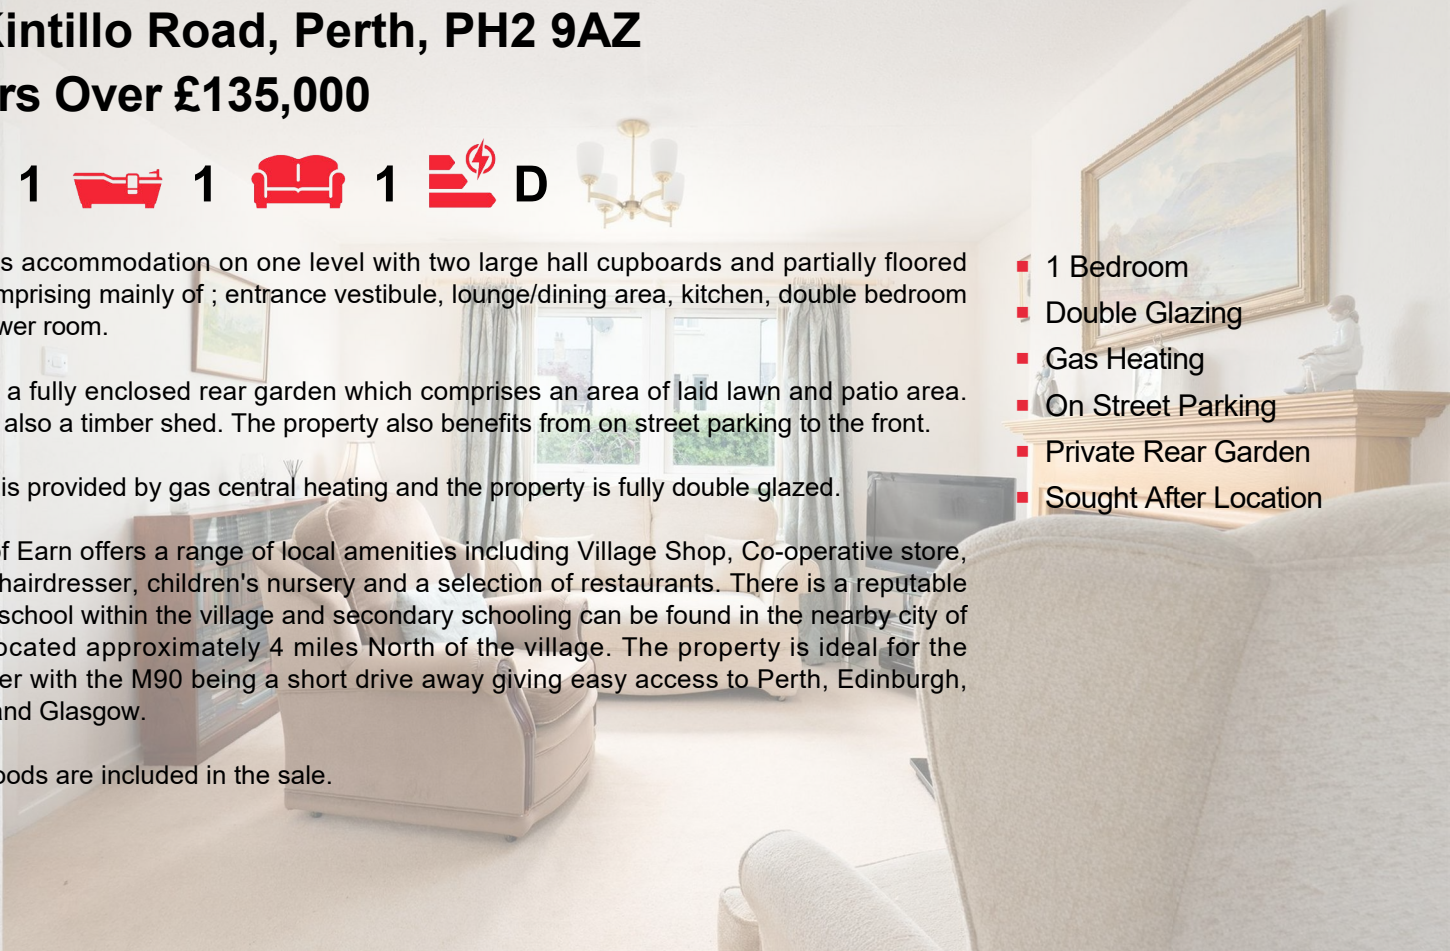 Kintillo Road, Perth, PH2 9AZ
rs Over £135,000
1 1 1 D
s accommodation on one level with two large hall cupboards and partially floored
mprising mainly of ; entrance vestibule, lounge/dining area, kitchen, double bedroom
wer room.
a fully enclosed rear garden which comprises an area of laid lawn and patio area.
also a timber shed. The property also benefits from on street parking to the front.
is provided by gas central heating and the property is fully double glazed.
of Earn offers a range of local amenities including Village Shop, Co-operative store,
hairdresser, children's nursery and a selection of restaurants. There is a reputable
school within the village and secondary schooling can be found in the nearby city of
ocated approximately 4 miles North of the village. The property is ideal for the
er with the M90 being a short drive away giving easy access to Perth, Edinburgh,
and Glasgow.
oods are included in the sale.
1 Bedroom
Double Glazing
Gas Heating
On Street Parking
Private Rear Garden
Sought After Location